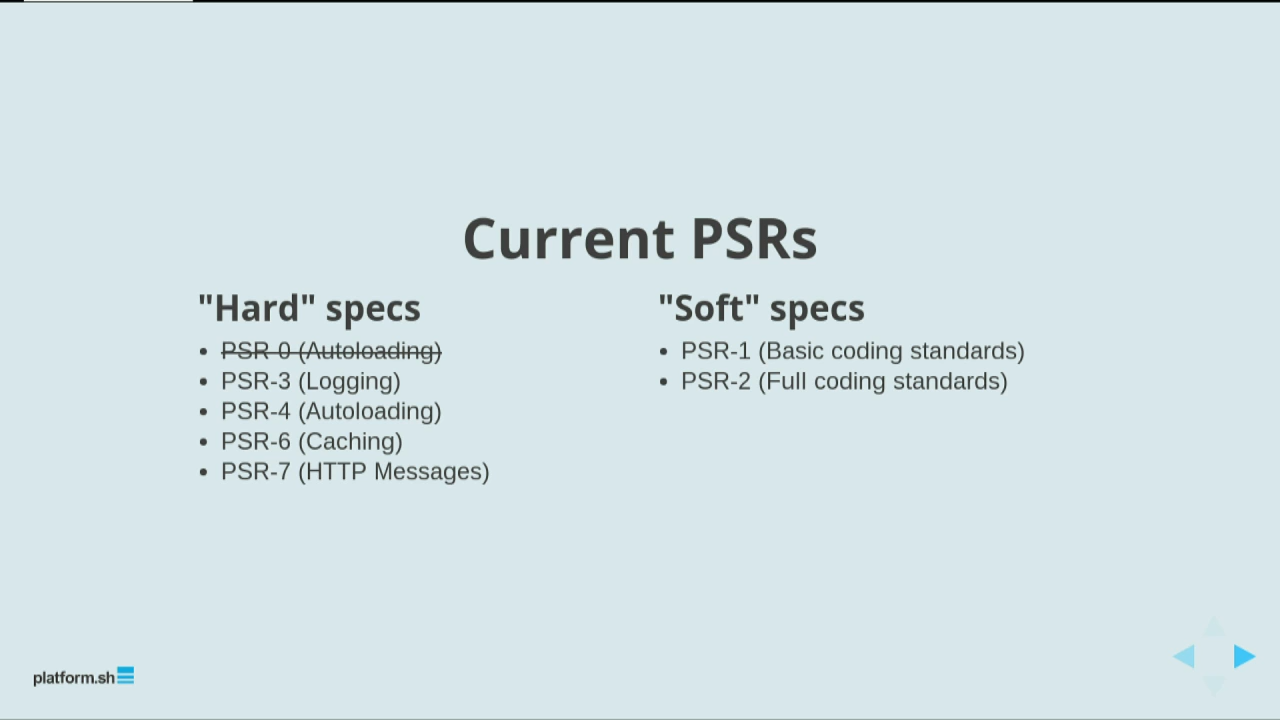 Current PSRs
"Hard" specs
PSR-0 (Autoloading)
PSR-3 (Logging)
PSR-4 (Autoloading)
PSR-6 (Caching)
PSR-7 (HTTP Messages)
"Soft" specs
PSR-1 (Basic coding standards)
PSR-2 (Full coding standards)
platform.sh